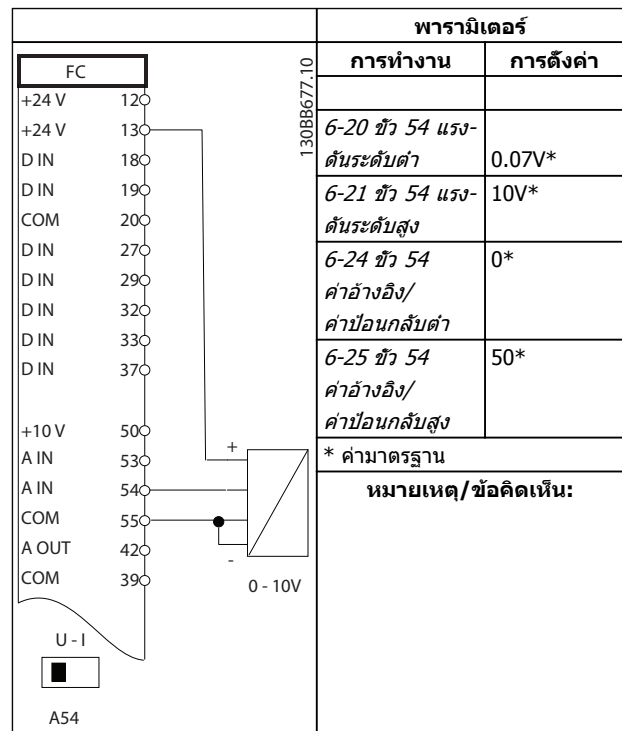 พารามิเตอร์
การทำงาน การตั้งค่า
FC
130BB677.10
+24 V 12
+24 V 13
D IN 18
D IN 19
COM 20
D IN 27
D IN 29
D IN 32
D IN 33
D IN 37
+10 V 50
A IN 53
A IN 54
COM 55
A OUT 42
COM 39
+
-
0 - 10V
U - I
A54
6-20 ขั้ว 54 แรง-
ดันระดับต่ำ 0.07V*
6-21 ขั้ว 54 แรง- 10V*
ดันระดับสูง
6-24 ขั้ว 54 0*
ค่าอ้างอิง/
ค่าป้อนกลับต่ำ
6-25 ขั้ว 54 50*
ค่าอ้างอิง/
ค่าป้อนกลับสูง
* ค่ามาตรฐาน
หมายเหตุ/ข้อคิดเห็น: